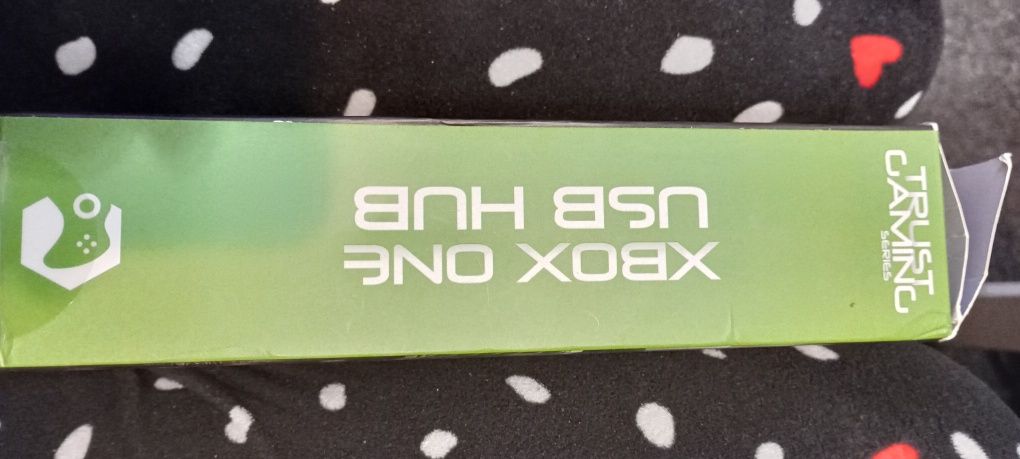 XBOX ONE
USB HUB
TRUST
GAMING
SERIES